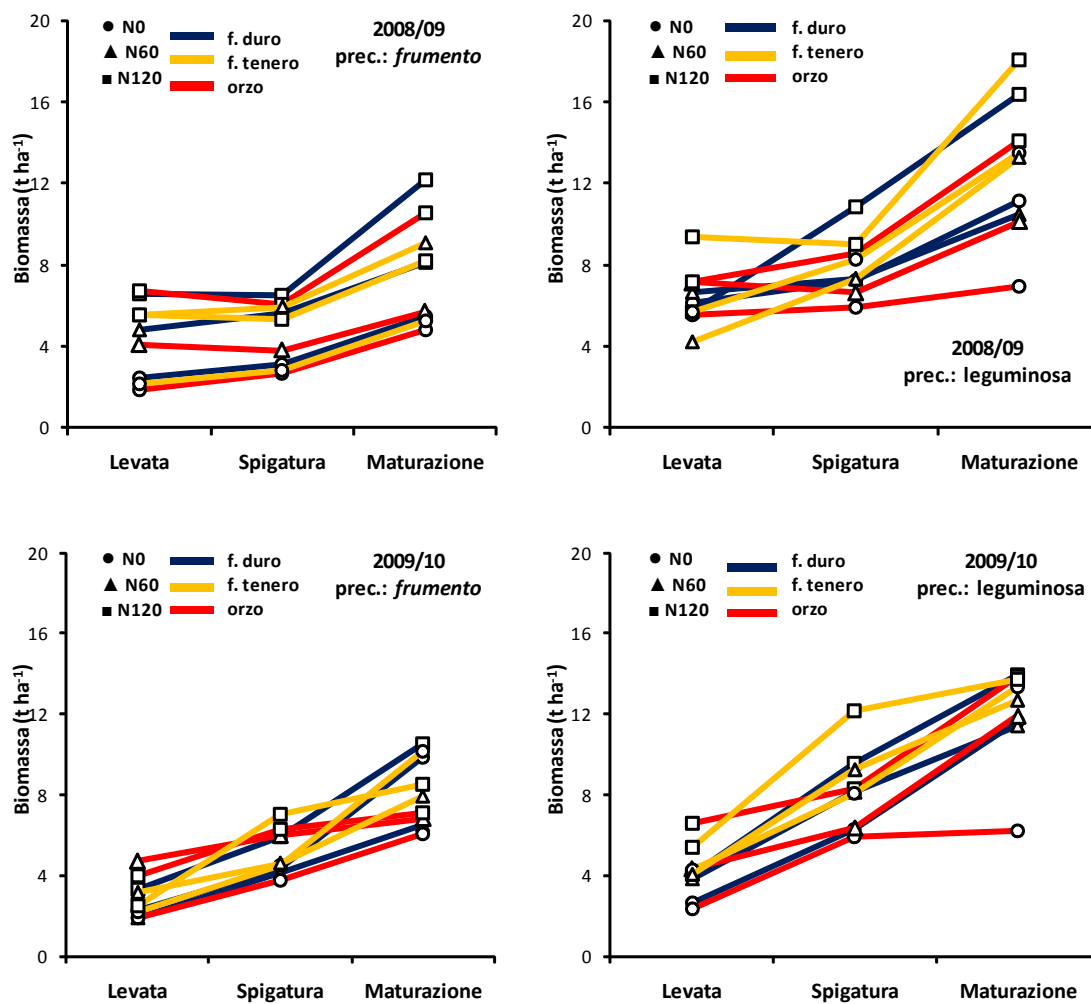 20
16
12
8
4
0
Biomassa (t ha-1)
N0
N60
N120
f. duro
f. tenero
orzo
2008/09
prec.: frumento
Levata Spigatura Maturazione
20
16
12
8
4
0
Biomassa (t ha-1)
N0
N60
N120
f. duro
f. tenero
orzo
2008/09
prec.: leguminosa
Levata Spigatura Maturazione
20
16
12
8
4
0
Biomassa (t ha-1)
N0
N60
N120
f. duro
f. tenero
orzo
2009/10
prec.: frumento
Levata Spigatura Maturazione
20
16
12
8
4
0
Biomassa (t ha-1)
N0
N60
N120
f. duro
f. tenero
orzo
2009/10
prec.: leguminosa
Levata Spigatura Maturazione